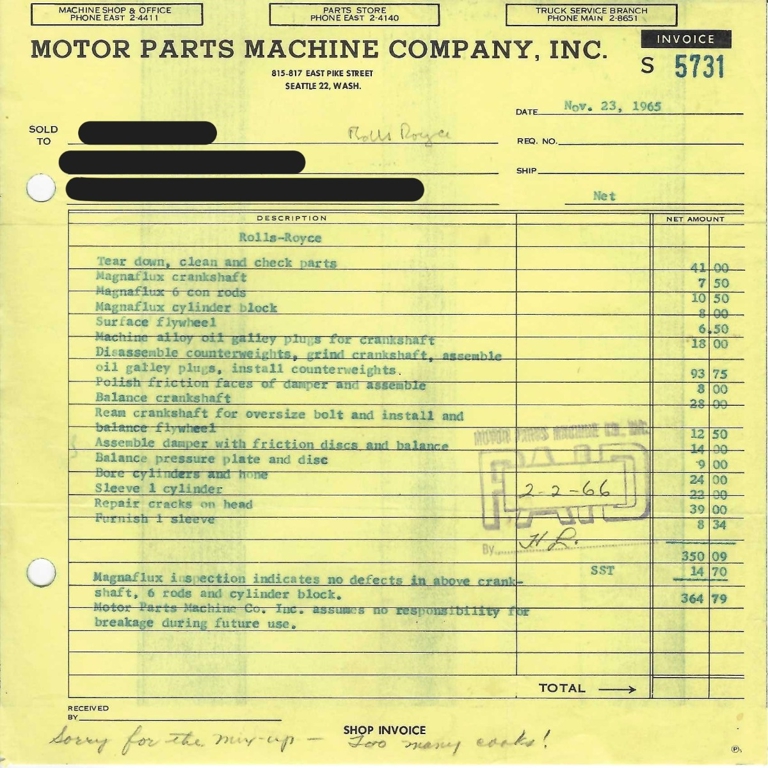 MACHINE SHOP & OFFICE
PHONE EAST 2-4411
PARTS STORE
PHONE EAST 2-4140
TRUCK SERVICE BRANCH
PHONE MAIN 2-8651
MOTOR PARTS MACHINE COMPANY, INC.
815-817 EAST PIKE STREET
SEATTLE 22, WASH.
INVOICE
S 5731
DATE Nov. 23, 1965
SOLD TO
Rolls Royce
REQ. NO.
SHIP
Net
DESCRIPTION NET AMOUNT
Rolls-Royce
Tear down, clean and check parts 41 00
Magnaflux crankshaft 7 50
Magnaflux 6 con rods 10 50
Magnaflux cylinder block 8 00
Surface flywheel 6.50
Machine alloy oil galley plugs for crankshaft 18 00
Disassemble counterweights, grind crankshaft, assemble
oil galley plugs, install counterweights. 93 75
Polish friction faces of damper and assemble 8 00
Balance crankshaft 28 00
Ream crankshaft for oversize bolt and install and
balance flywheel 12 50
Assemble damper with friction discs and balance 14 00
Balance pressure plate and disc 9 00
Bore cylinders and hone 24 00
Sleeve 1 cylinder 22 00
Repair cracks on head 39 00
Furnish 1 sleeve 8 34
MOTOR PARTS MACHINE CO. INC.
PAID
2-2-66
By H L.
350 09
SST 14 70
364 79
Magnaflux inspection indicates no defects in above crank-
shaft, 6 rods and cylinder block.
Motor Parts Machine Co. Inc. assumes no responsibility for
breakage during future use.
TOTAL →
RECEIVED
BY
SHOP INVOICE
Sorry for the mix-up — Too many cooks!